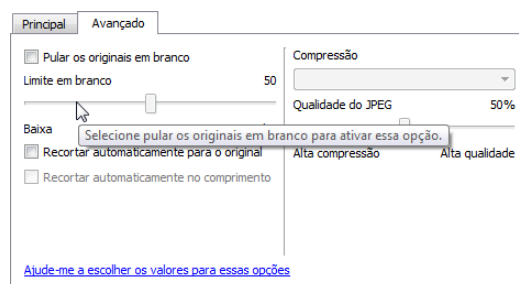 Principal Avançado
Pular os originais em branco
Limite em branco 50
Baixa
Selecione pular os originais em branco para ativar essa opção.
Recortar automaticamente para o original
Recortar automaticamente no comprimento
Ajude-me a escolher os valores para essas opções
Compressão
Qualidade do JPEG 50%
Alta compressão Alta qualidade